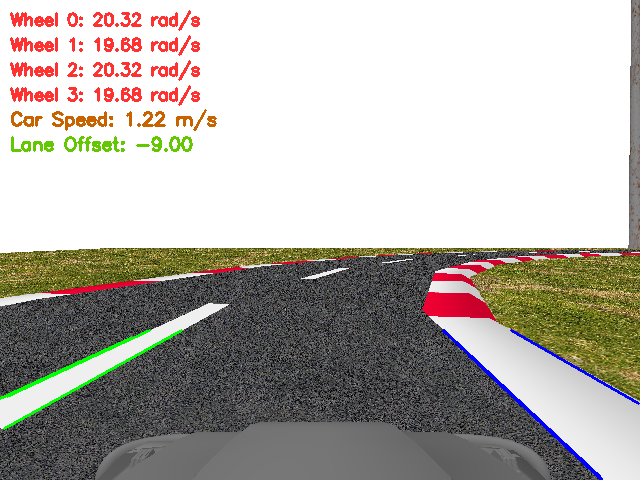 Wheel 0: 20.32 rad/s
Wheel 1: 19.68 rad/s
Wheel 2: 20.32 rad/s
Wheel 3: 19.68 rad/s
Car Speed: 1.22 m/s
Lane Offset: -9.00